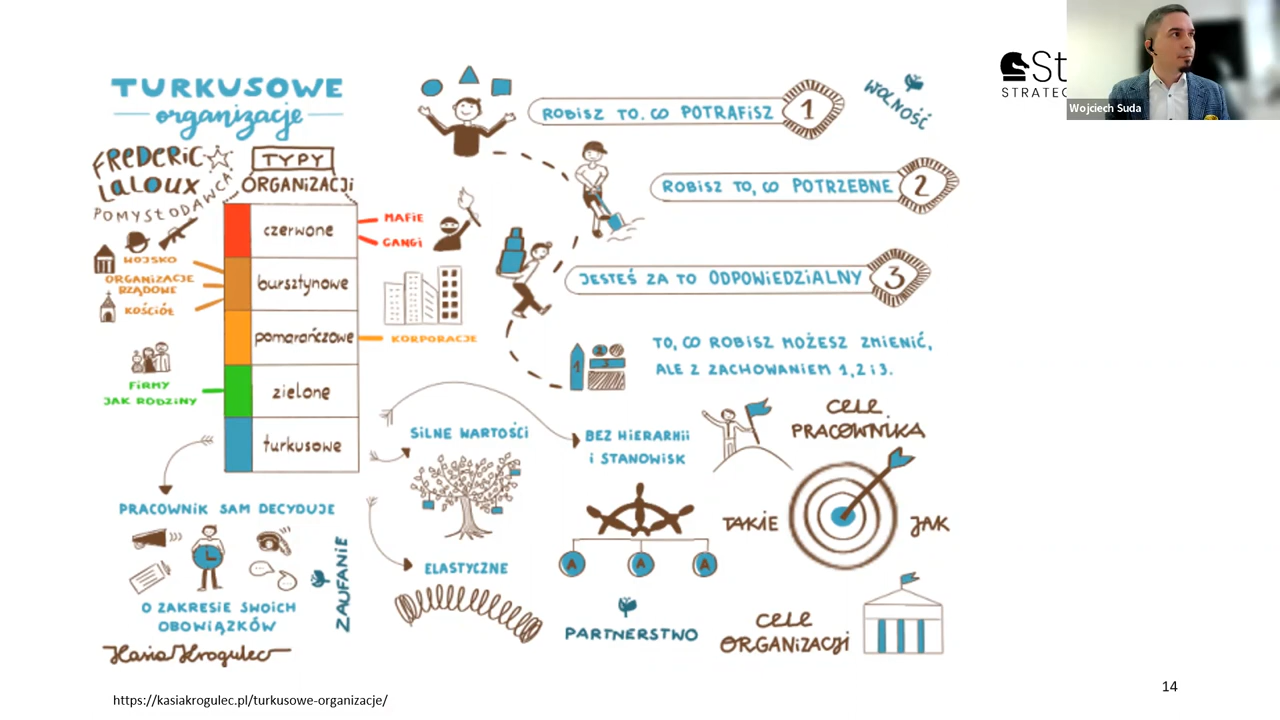 TURKUSOWE
organizacje
FREDERIC
LALOUX
POMYSŁODAWCA
TYPY
ORGANIZACJI
czerwone
bursztynowe
pomarańczowe
zielone
turkusowe
MAFIE
GANGI
WOJSKO
ORGANIZACJE
RZĄDOWE
KOŚCIÓŁ
KORPORACJE
FIRMY
JAK RODZINY
PRACOWNIK SAM DECYDUJE
O ZAKRESIE SWOICH
OBOWIĄZKÓW
ZAUFANIE
Kasia Krogulec
ROBISZ TO, CO POTRAFISZ
1
WOLNOŚĆ
ROBISZ TO, CO POTRZEBNE
2
JESTEŚ ZA TO ODPOWIEDZIALNY
3
1
2
3
TO, CO ROBISZ MOŻESZ ZMIENIĆ,
ALE Z ZACHOWANIEM 1,2 i 3.
SILNE WARTOŚCI
ELASTYCZNE
BEZ HIERARHII
i STANOWISK
A A A
PARTNERSTWO
CELE
PRACOWNIKA
TAKIE JAK
CELE
ORGANIZACJI
St
STRATEG
Wojciech Suda
https://kasiakrogulec.pl/turkusowe-organizacje/
14